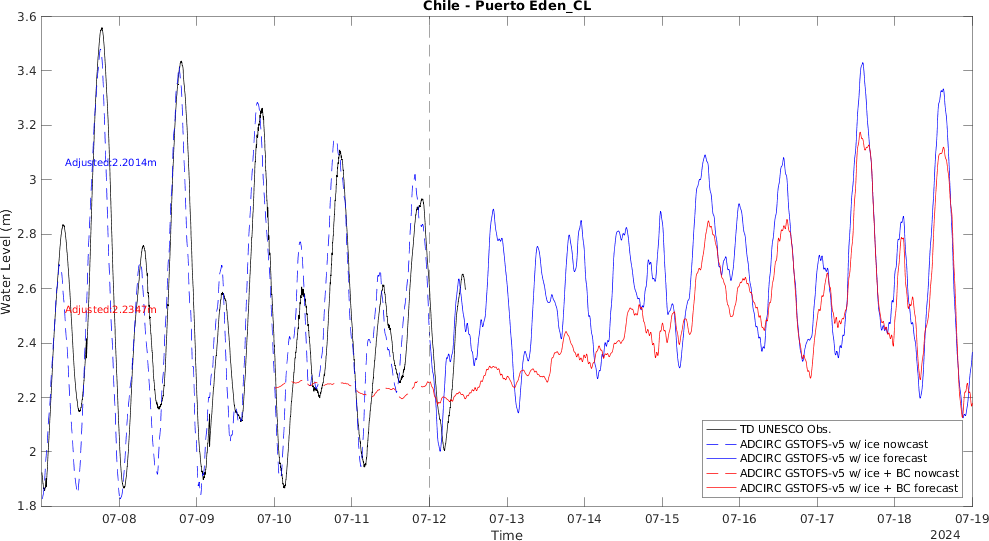 Chile - Puerto Eden_CL
3.6
3.4
3.2
3
2.8
2.6
2.4
2.2
2
1.8
Water Level (m)
Adjusted:2.2014m
Adjusted:2.2347m
TD UNESCO Obs.
ADCIRC GSTOFS-v5 w/ ice nowcast
ADCIRC GSTOFS-v5 w/ ice forecast
ADCIRC GSTOFS-v5 w/ ice + BC nowcast
ADCIRC GSTOFS-v5 w/ ice + BC forecast
07-08 07-09 07-10 07-11 07-12 07-13 07-14 07-15 07-16 07-17 07-18 07-19
Time
2024